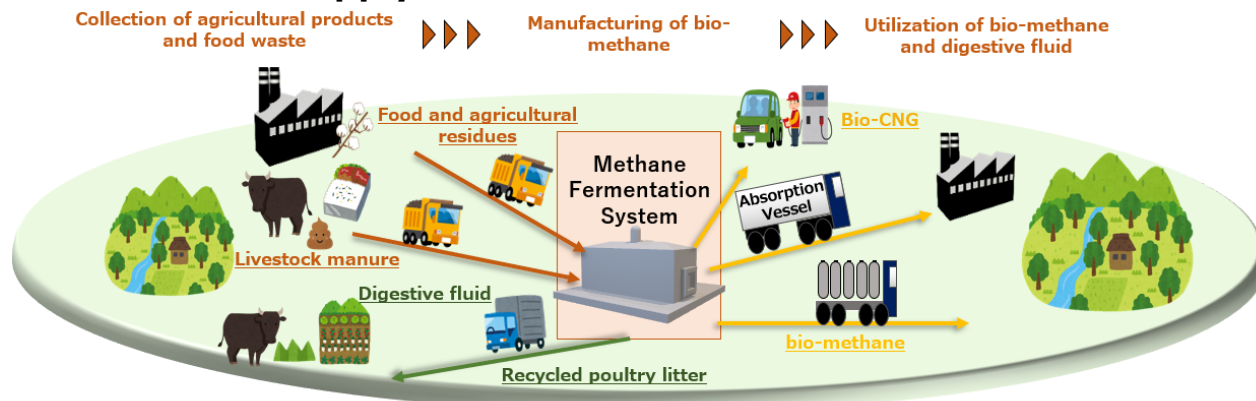 Collection of agricultural products
and food waste
Manufacturing of bio-
methane
Utilization of bio-methane
and digestive fluid
Food and agricultural
residues
Livestock manure
Methane
Fermentation
System
Bio-CNG
Absorption
Vessel
bio-methane
Digestive fluid
Recycled poultry litter